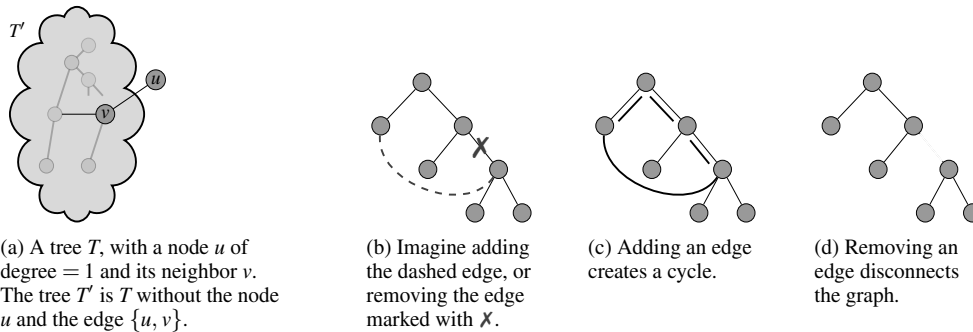 T′
u
v
(a) A tree T, with a node u of
degree = 1 and its neighbor v.
The tree T′ is T without the node
u and the edge {u, v}.
(b) Imagine adding
the dashed edge, or
removing the edge
marked with ✗.
(c) Adding an edge
creates a cycle.
(d) Removing an
edge disconnects
the graph.